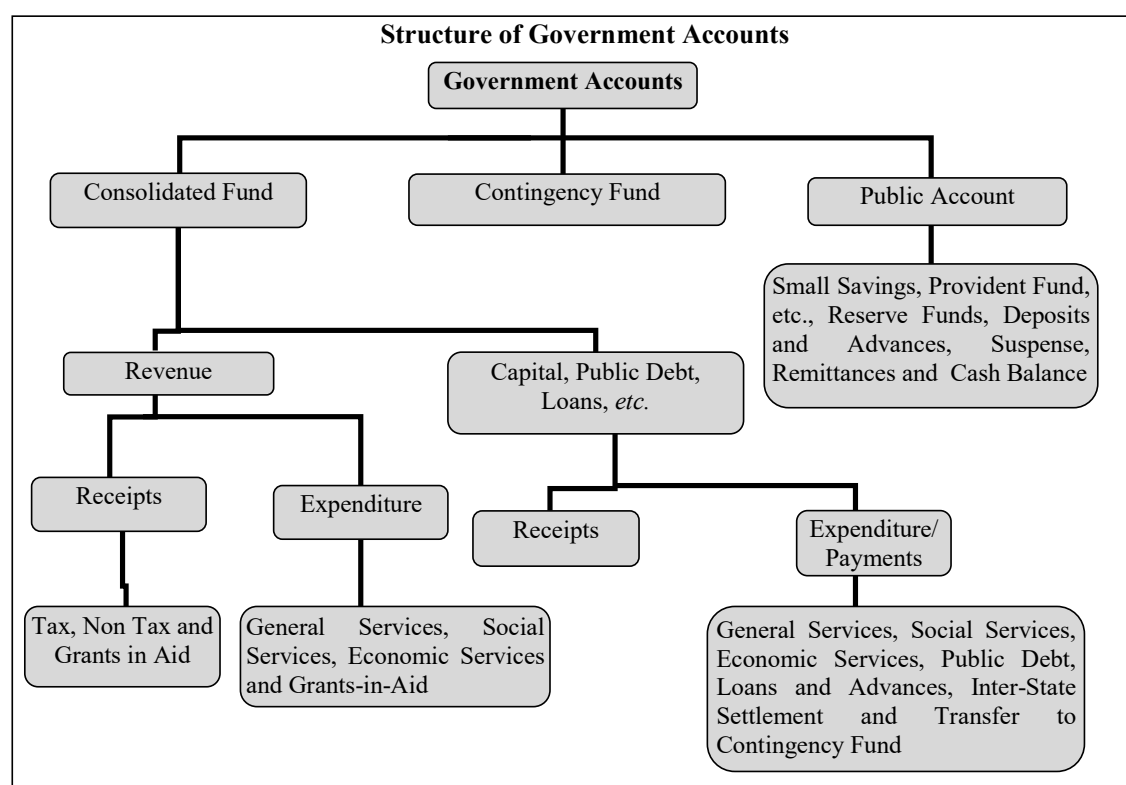 Structure of Government Accounts
Government Accounts
Consolidated Fund
Contingency Fund
Public Account
Small Savings, Provident Fund,
etc., Reserve Funds, Deposits
and Advances, Suspense,
Remittances and Cash Balance
Revenue
Capital, Public Debt,
Loans, etc.
Receipts
Expenditure
Receipts
Expenditure/
Payments
Tax, Non Tax and
Grants in Aid
General Services, Social
Services, Economic Services
and Grants-in-Aid
General Services, Social Services,
Economic Services, Public Debt,
Loans and Advances, Inter-State
Settlement and Transfer to
Contingency Fund